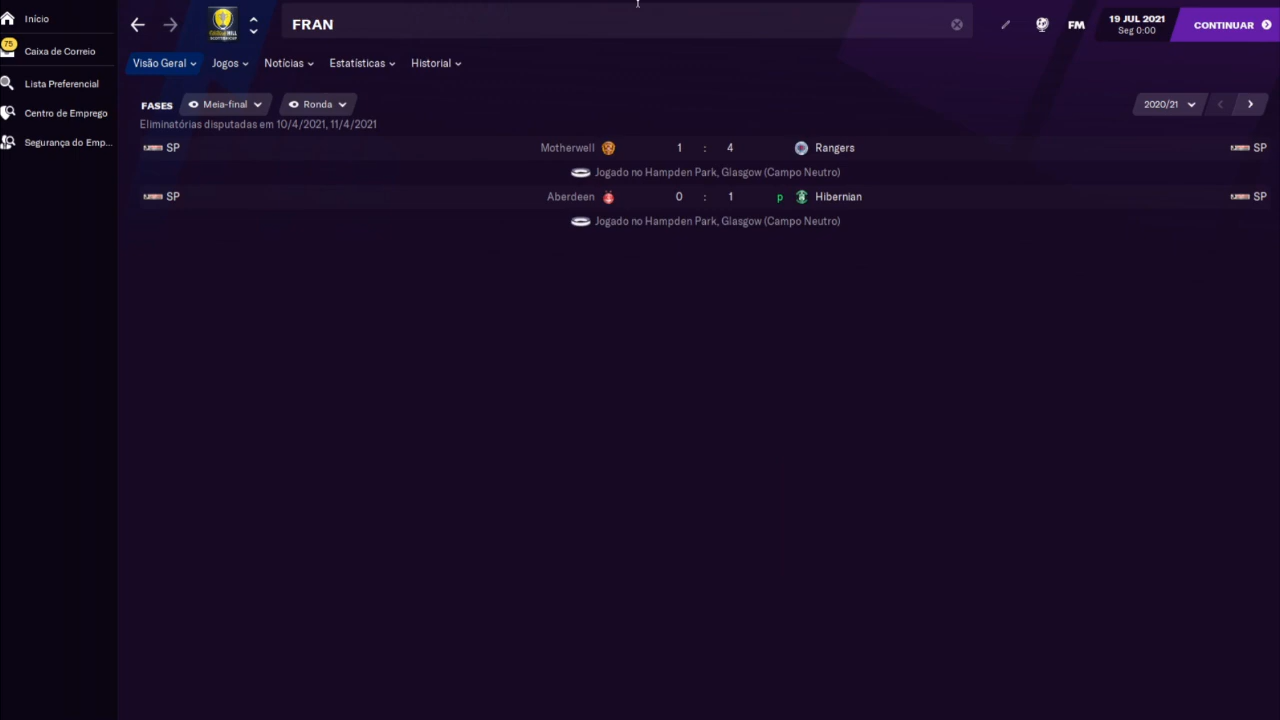 Início
75
Caixa de Correio
Lista Preferencial
Centro de Emprego
Segurança do Emp...
FRAN
FM
19 JUL 2021
Seg 0:00
CONTINUAR
Visão Geral
Jogos
Notícias
Estatísticas
Historial
FASES
Meia-final
Ronda
2020/21
Eliminatórias disputadas em 10/4/2021, 11/4/2021
SP Motherwell 1 : 4 Rangers SP
Jogado no Hampden Park, Glasgow (Campo Neutro)
SP Aberdeen 0 : 1 p Hibernian SP
Jogado no Hampden Park, Glasgow (Campo Neutro)